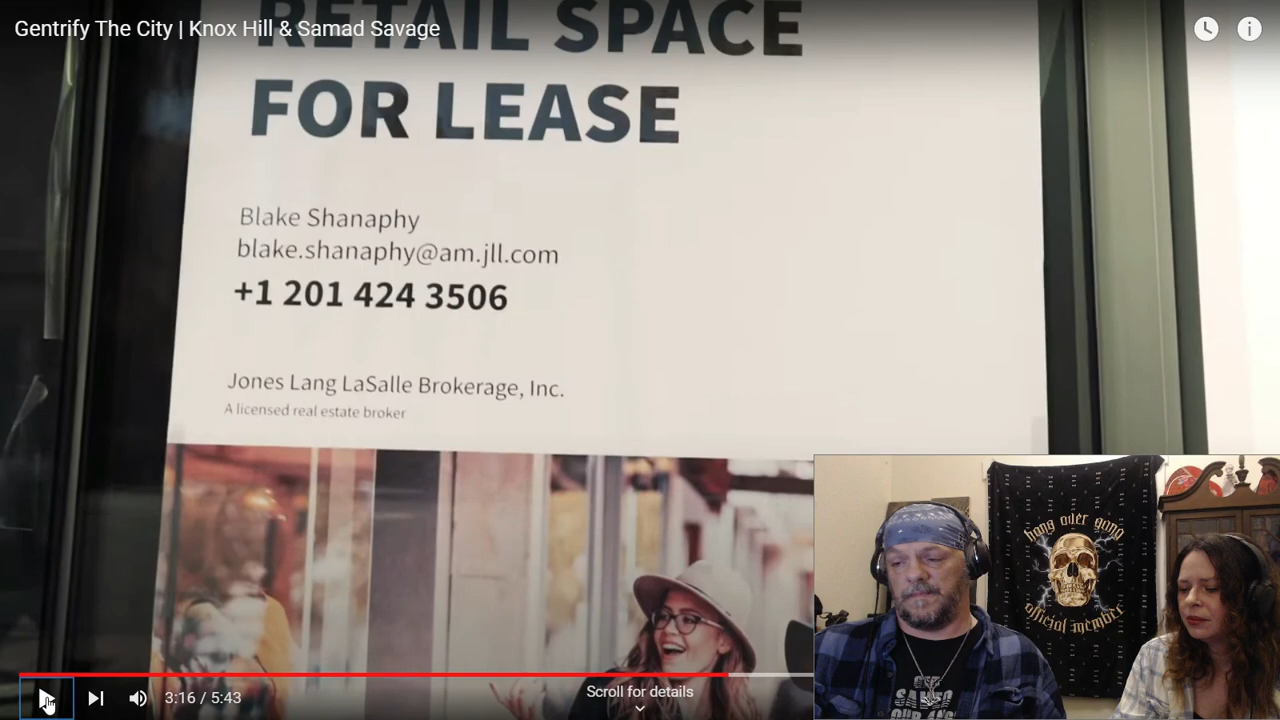 Gentrify The City | Knox Hill & Samad Savage
RETAIL SPACE
FOR LEASE
Blake Shanaphy
blake.shanaphy@am.jll.com
+1 201 424 3506
Jones Lang LaSalle Brokerage, Inc.
A licensed real estate broker
hang over gang
official member
3:16 / 5:43
Scroll for details